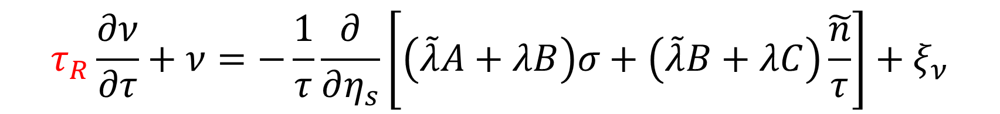 τ_R ∂ν/∂τ + ν = − 1/τ ∂/∂η_s [(λ̃A + λB)σ + (λ̃B + λC) ñ/τ] + ξ_ν